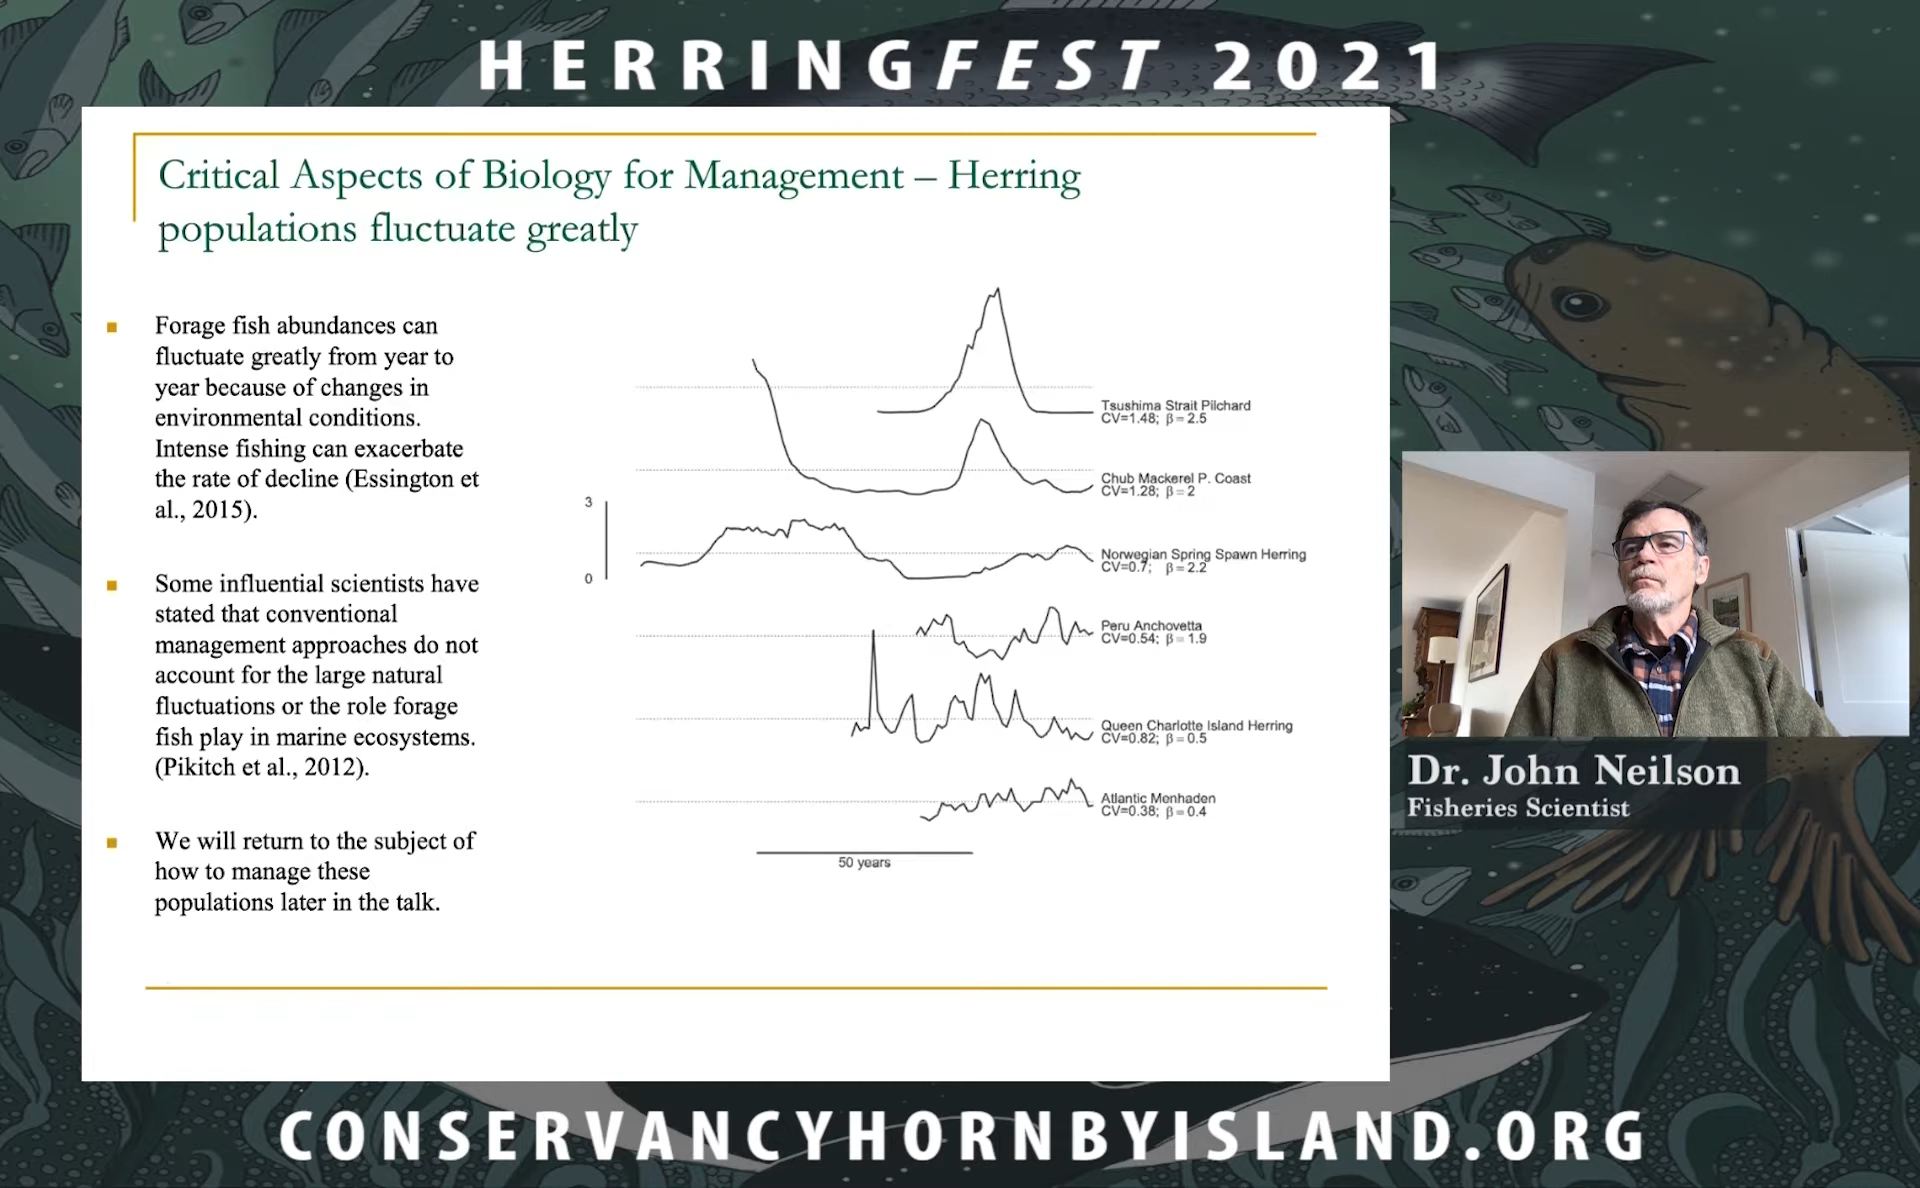 HERRINGFEST 2021
Critical Aspects of Biology for Management – Herring
populations fluctuate greatly
Forage fish abundances can
fluctuate greatly from year to
year because of changes in
environmental conditions.
Intense fishing can exacerbate
the rate of decline (Essington et
al., 2015).
Some influential scientists have
stated that conventional
management approaches do not
account for the large natural
fluctuations or the role forage
fish play in marine ecosystems.
(Pikitch et al., 2012).
We will return to the subject of
how to manage these
populations later in the talk.
3
0
Tsushima Strait Pilchard
CV=1.48; β=2.5
Chub Mackerel P. Coast
CV=1.28; β=2
Norwegian Spring Spawn Herring
CV=0.7; β=2.2
Peru Anchovetta
CV=0.54; β=1.9
Queen Charlotte Island Herring
CV=0.82; β=0.5
Atlantic Menhaden
CV=0.38; β=0.4
50 years
Dr. John Neilson
Fisheries Scientist
CONSERVANCYHORNBYISLAND.ORG